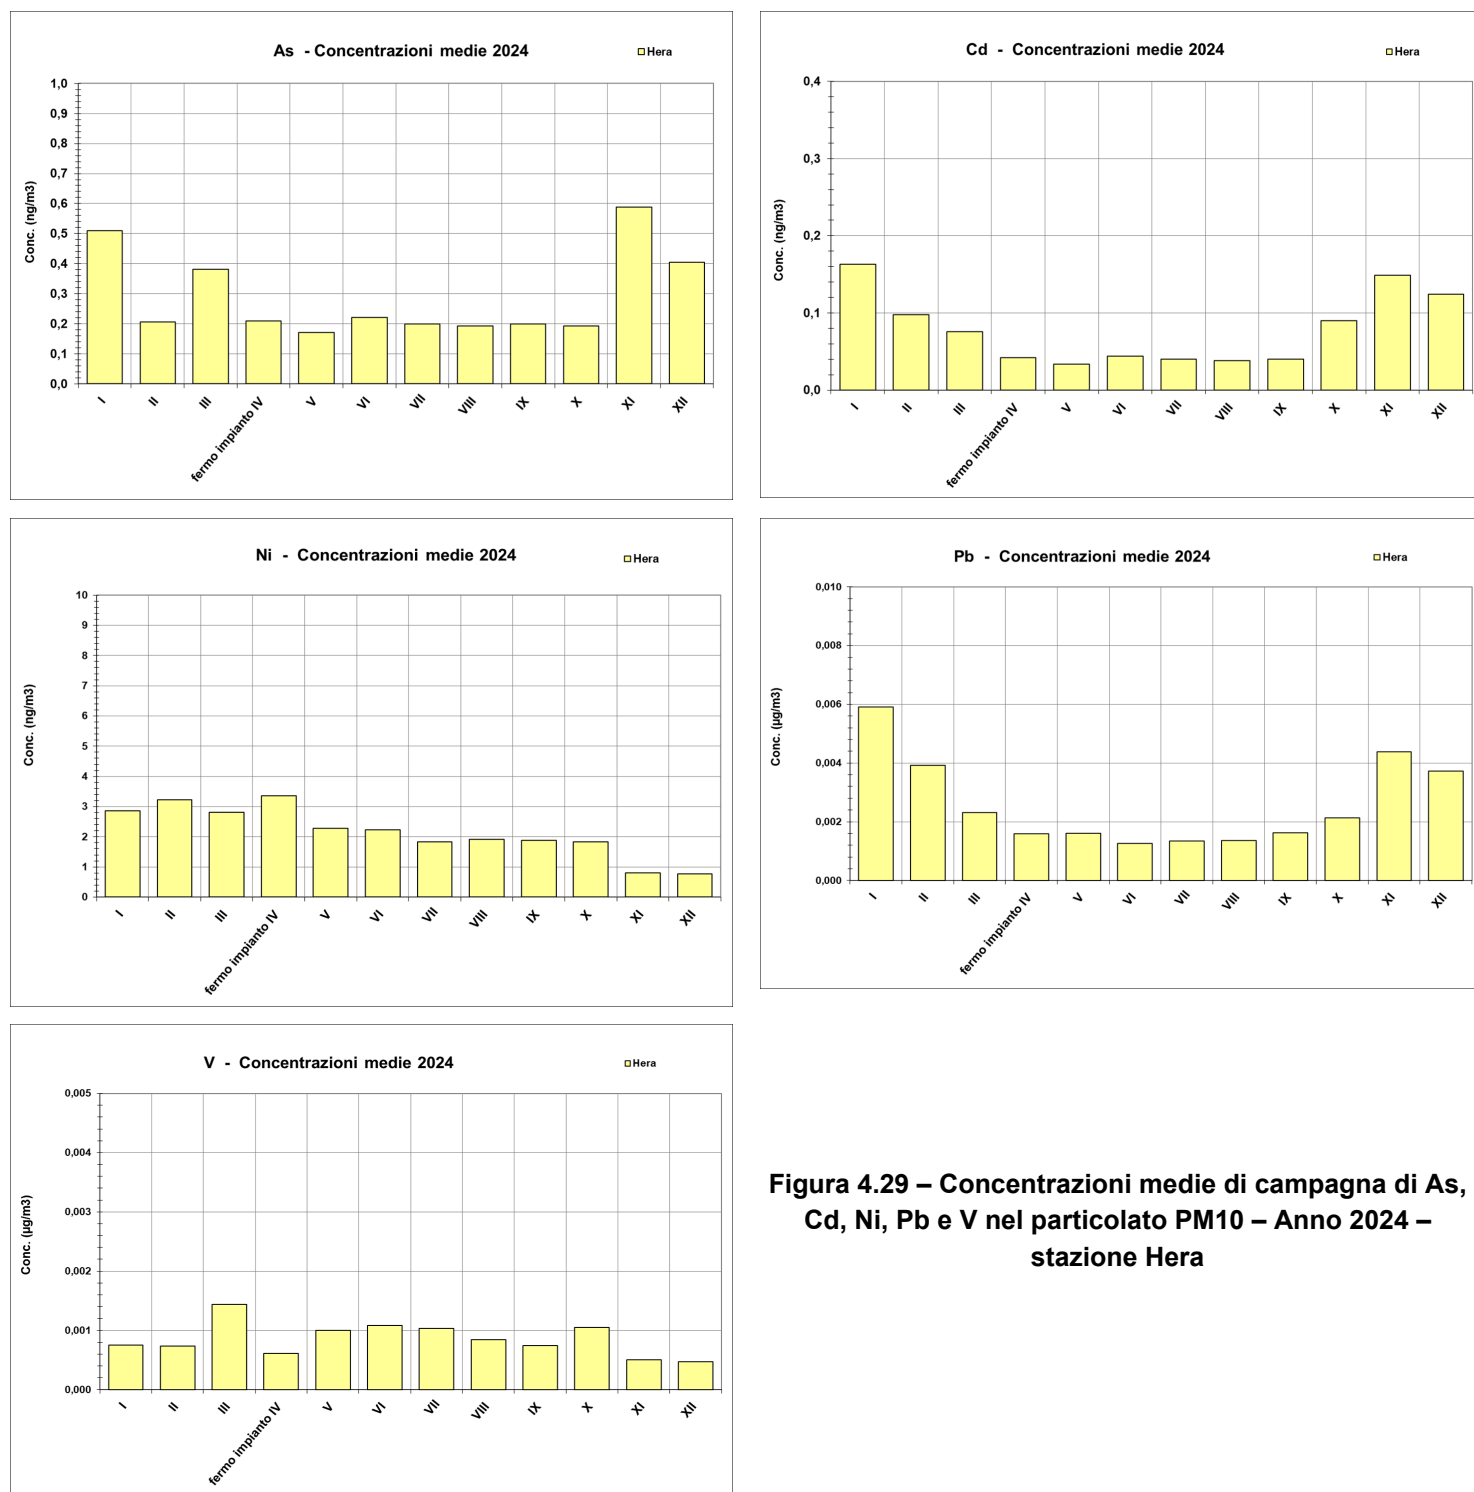 As - Concentrazioni medie 2024
Hera
Conc. (ng/m3)
1,0
0,9
0,8
0,7
0,6
0,5
0,4
0,3
0,2
0,1
0,0
I
II
III
fermo impianto IV
V
VI
VII
VIII
IX
X
XI
XII
Cd - Concentrazioni medie 2024
Hera
Conc. (ng/m3)
0,4
0,3
0,2
0,1
0,0
I
II
III
fermo impianto IV
V
VI
VII
VIII
IX
X
XI
XII
Ni - Concentrazioni medie 2024
Hera
Conc. (ng/m3)
10
9
8
7
6
5
4
3
2
1
0
I
II
III
fermo impianto IV
V
VI
VII
VIII
IX
X
XI
XII
Pb - Concentrazioni medie 2024
Hera
Conc. (µg/m3)
0,010
0,008
0,006
0,004
0,002
0,000
I
II
III
fermo impianto IV
V
VI
VII
VIII
IX
X
XI
XII
V - Concentrazioni medie 2024
Hera
Conc. (µg/m3)
0,005
0,004
0,003
0,002
0,001
0,000
I
II
III
fermo impianto IV
V
VI
VII
VIII
IX
X
XI
XII
Figura 4.29 – Concentrazioni medie di campagna di As,
Cd, Ni, Pb e V nel particolato PM10 – Anno 2024 –
stazione Hera